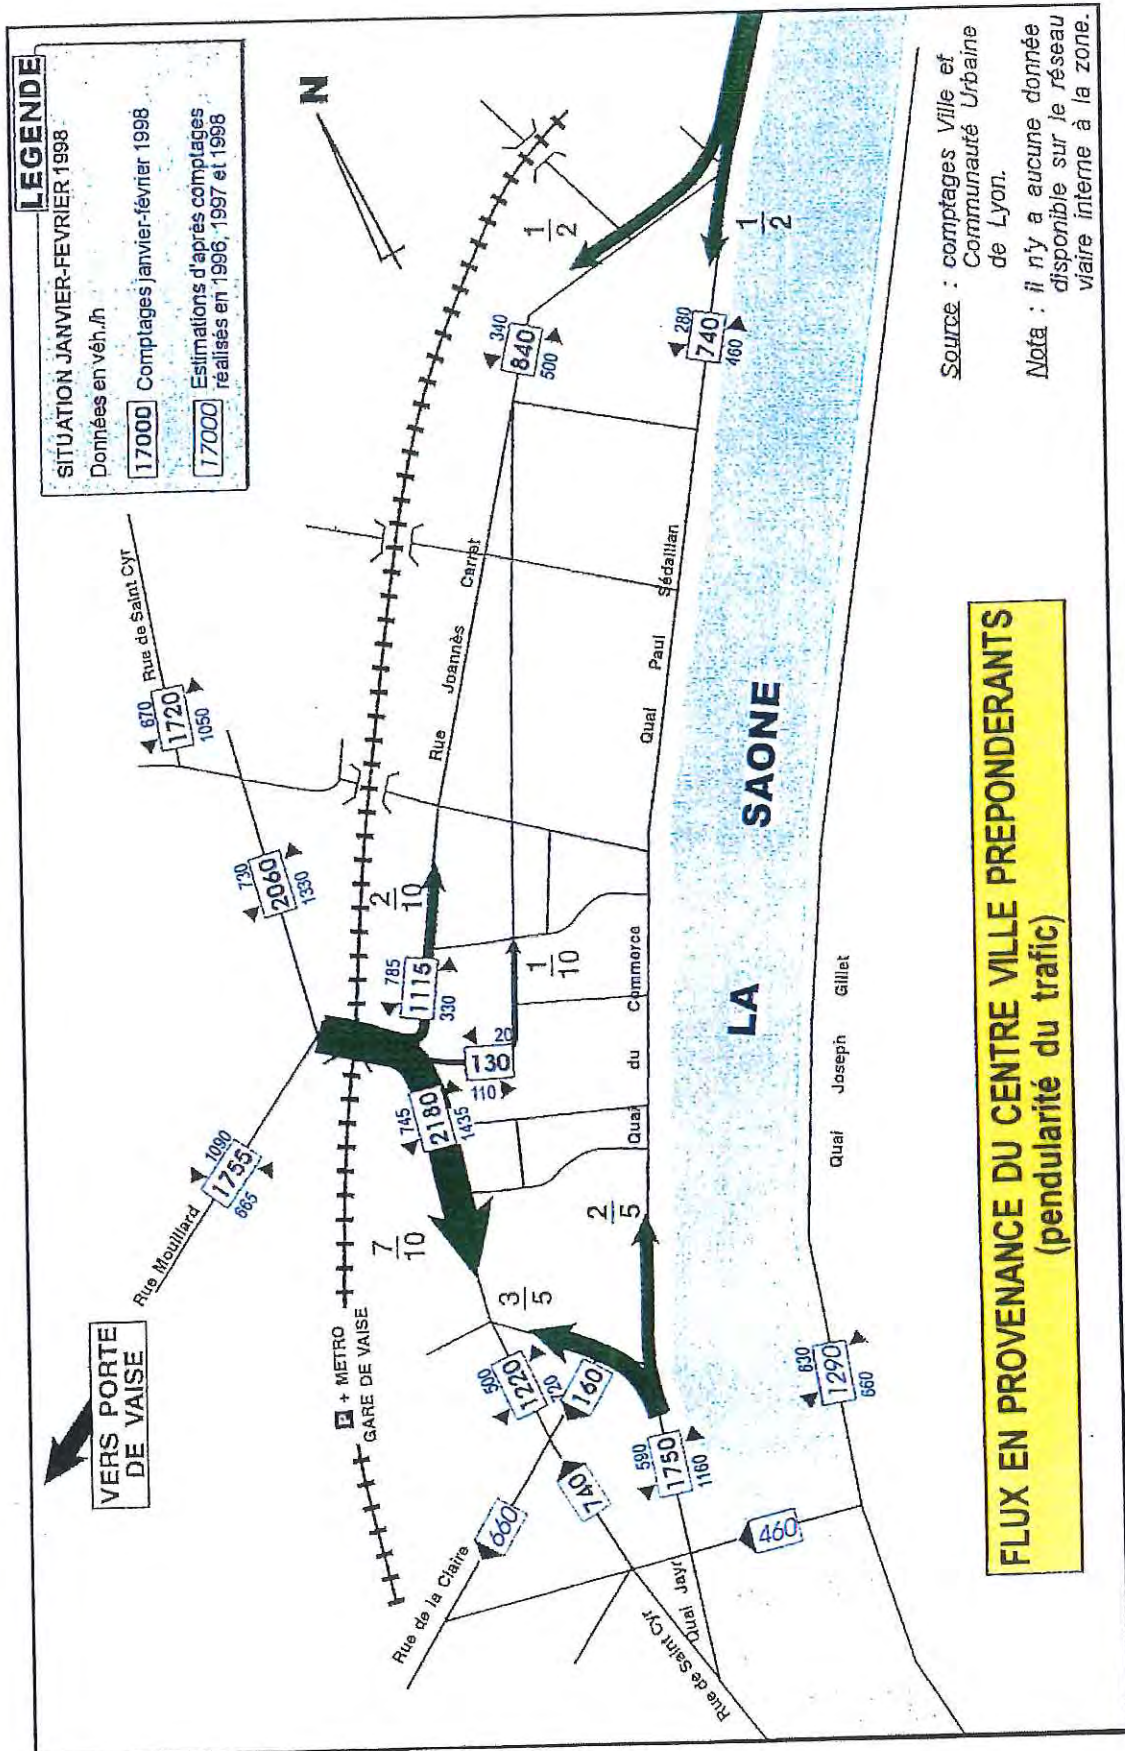 LEGENDE
SITUATION JANVIER-FEVRIER 1998
Données en véh./h
17000 Comptages janvier-février 1998
17000 Estimations d'après comptages
réalisés en 1996, 1997 et 1998
N
VERS PORTE
DE VAISE
P + METRO
GARE DE VAISE
Rue Mouillard
1090
1755
665
Rue de Saint Cyr
670
1720
1050
730
2060
1330
2
10
785
1115
330
1
10
20
130
110
745
2180
1435
7
10
3
5
2
5
500
1220
720
160
740
660
Rue de la Claire
590
1750
1160
460
Quai Jayr
Rue de Saint Cyr
630
1290
660
Rue Joannès Carret
Quai Paul Sédaillan
Quai du Commerce
Quai Joseph Gillet
LA SAONE
1
2
1
2
340
840
500
280
740
460
Source : comptages Ville et
Communauté Urbaine
de Lyon.
Nota : il n'y a aucune donnée
disponible sur le réseau
viaire interne à la zone.
FLUX EN PROVENANCE DU CENTRE VILLE PREPONDERANTS
(pendularité du trafic)